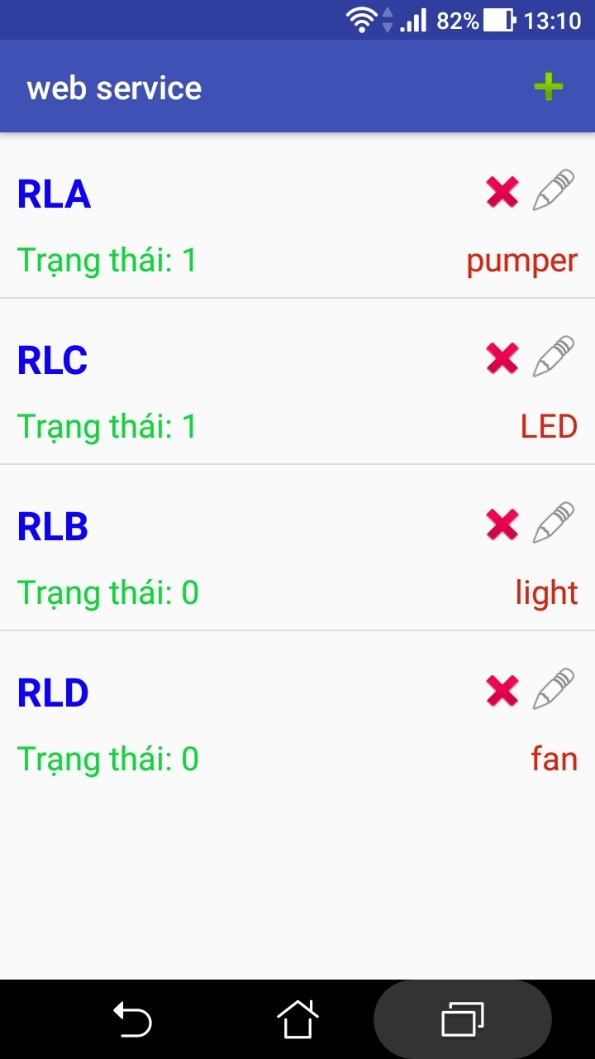 82% 13:10
web service
RLA
Trạng thái: 1 pumper
RLC
Trạng thái: 1 LED
RLB
Trạng thái: 0 light
RLD
Trạng thái: 0 fan